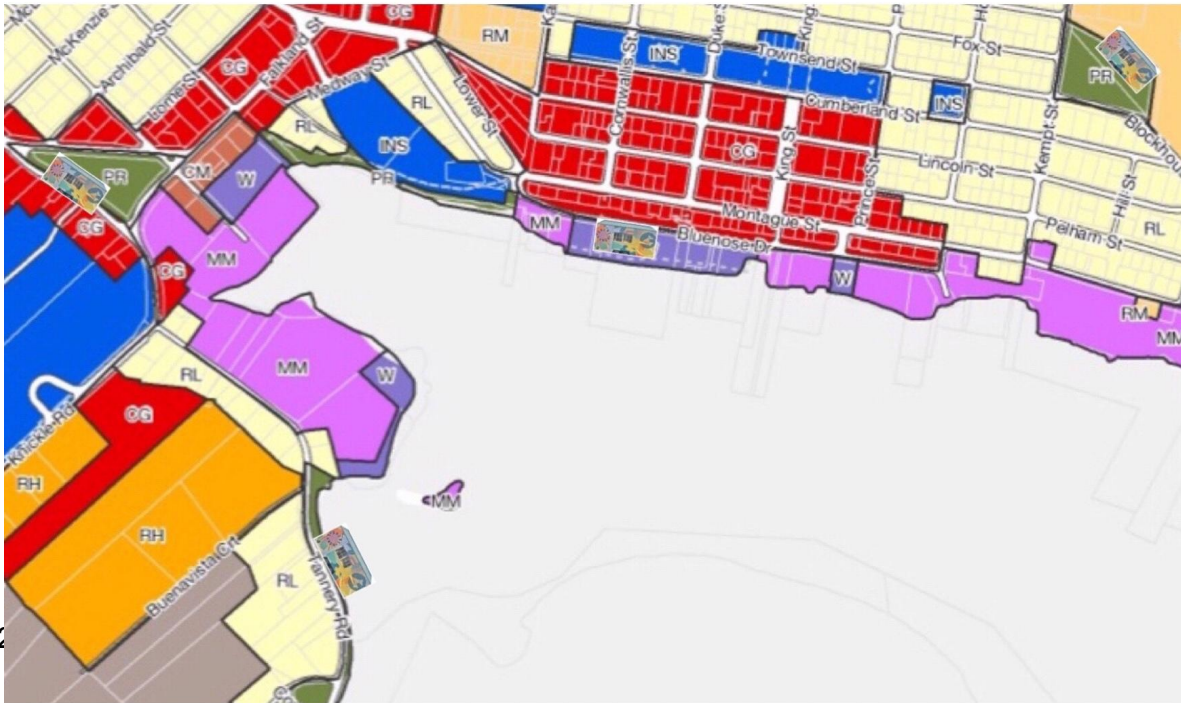 CG
McKenzie St
Archibald St
CG
Falkland St
RM
Medway St
Lorne St
RL
Lower St
INS
Cornwallis St
Townsend St
Fox St
PR
INS
Cumberland St
Kempt St
RL
INS
CG
King St
Lincoln St
PR
CM
W
PR
Prince St
Hill St
CG
MM
Montague St
Pelham St
RL
MM
Bluenose Dr
CG
W
RM
MM
RL
MM
W
CG
Knickle Rd
RH
MM
RH
Buenavista Crt
RL
Tannery Rd